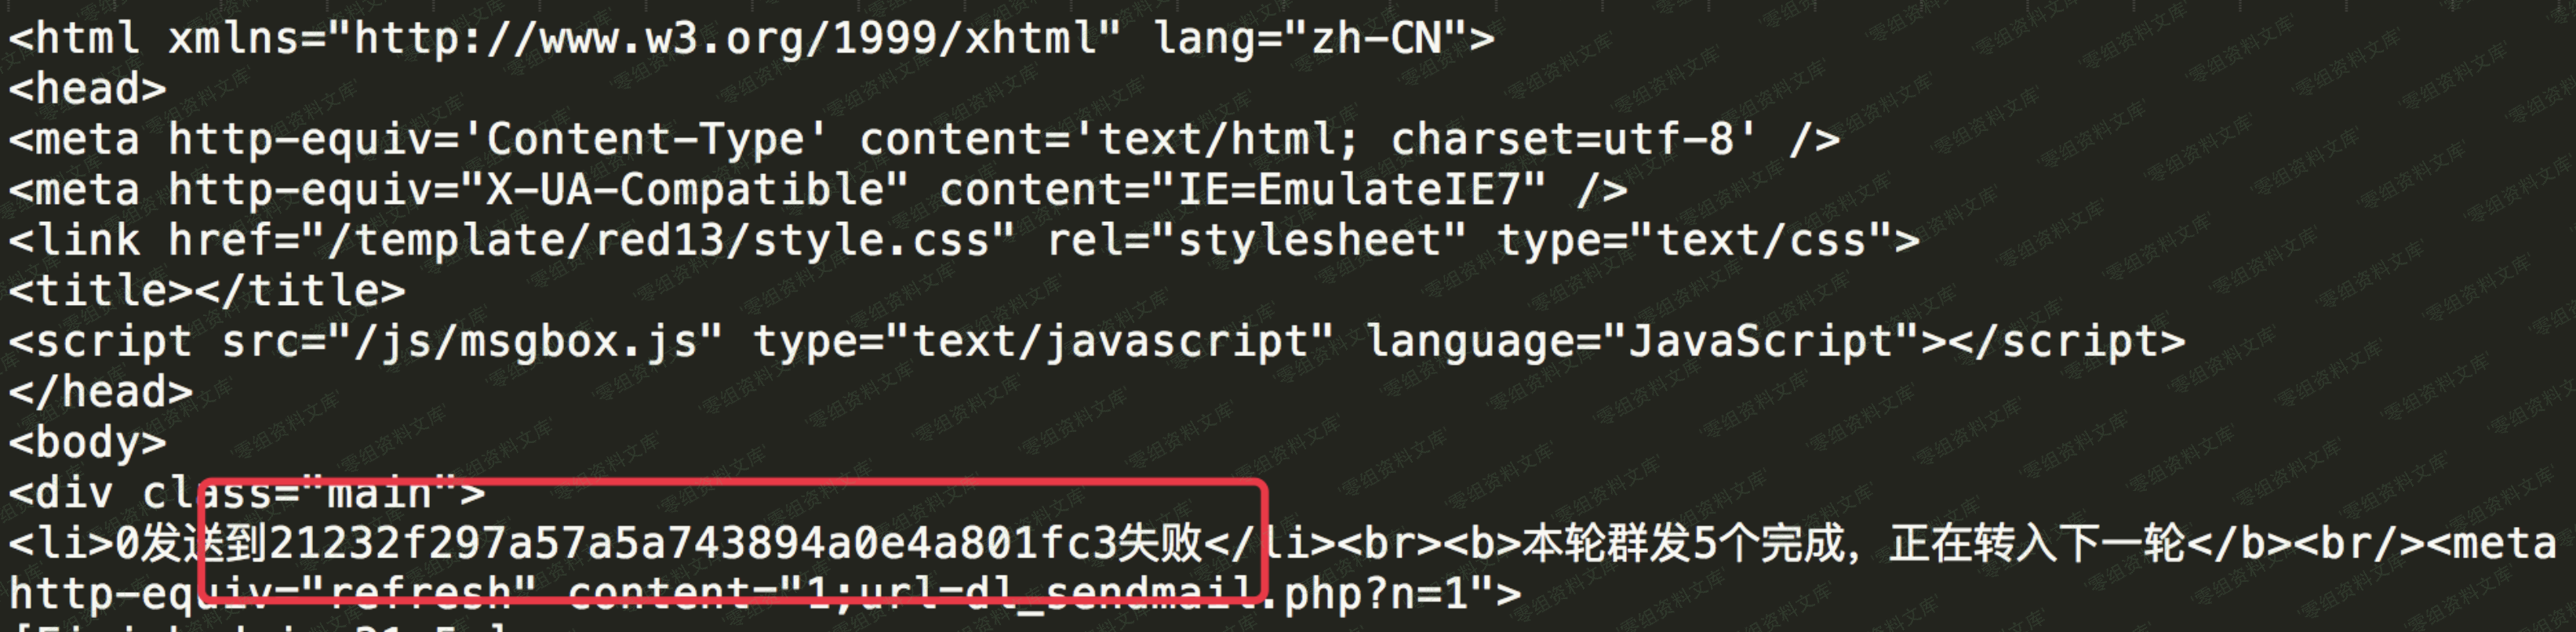 <html xmlns="http://www.w3.org/1999/xhtml" lang="zh-CN">
<head>
<meta http-equiv='Content-Type' content='text/html; charset=utf-8' />
<meta http-equiv="X-UA-Compatible" content="IE=EmulateIE7" />
<link href="/template/red13/style.css" rel="stylesheet" type="text/css">
<title></title>
<script src="/js/msgbox.js" type="text/javascript" language="JavaScript"></script>
</head>
<body>
<div class="main">
<li>0发送到21232f297a57a5a743894a0e4a801fc3失败</li><br><b>本轮群发5个完成，正在转入下一轮</b><br/><meta
http-equiv="refresh" content="1;url=dl_sendmail.php?n=1">
零组资料文库